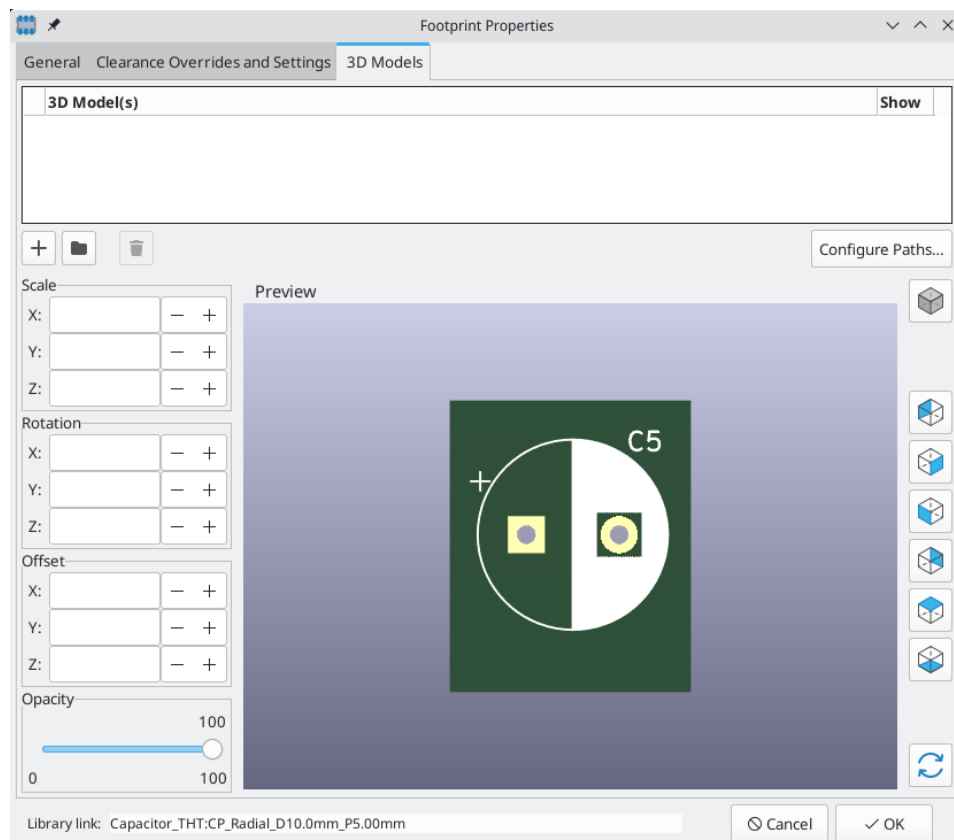 Footprint Properties
General Clearance Overrides and Settings 3D Models
3D Model(s) Show
Configure Paths...
Scale
Preview
X:
Y:
Z:
Rotation
X:
Y:
Z:
Offset
X:
Y:
Z:
C5
+
Opacity
100
0 100
Library link: Capacitor_THT:CP_Radial_D10.0mm_P5.00mm
Cancel OK